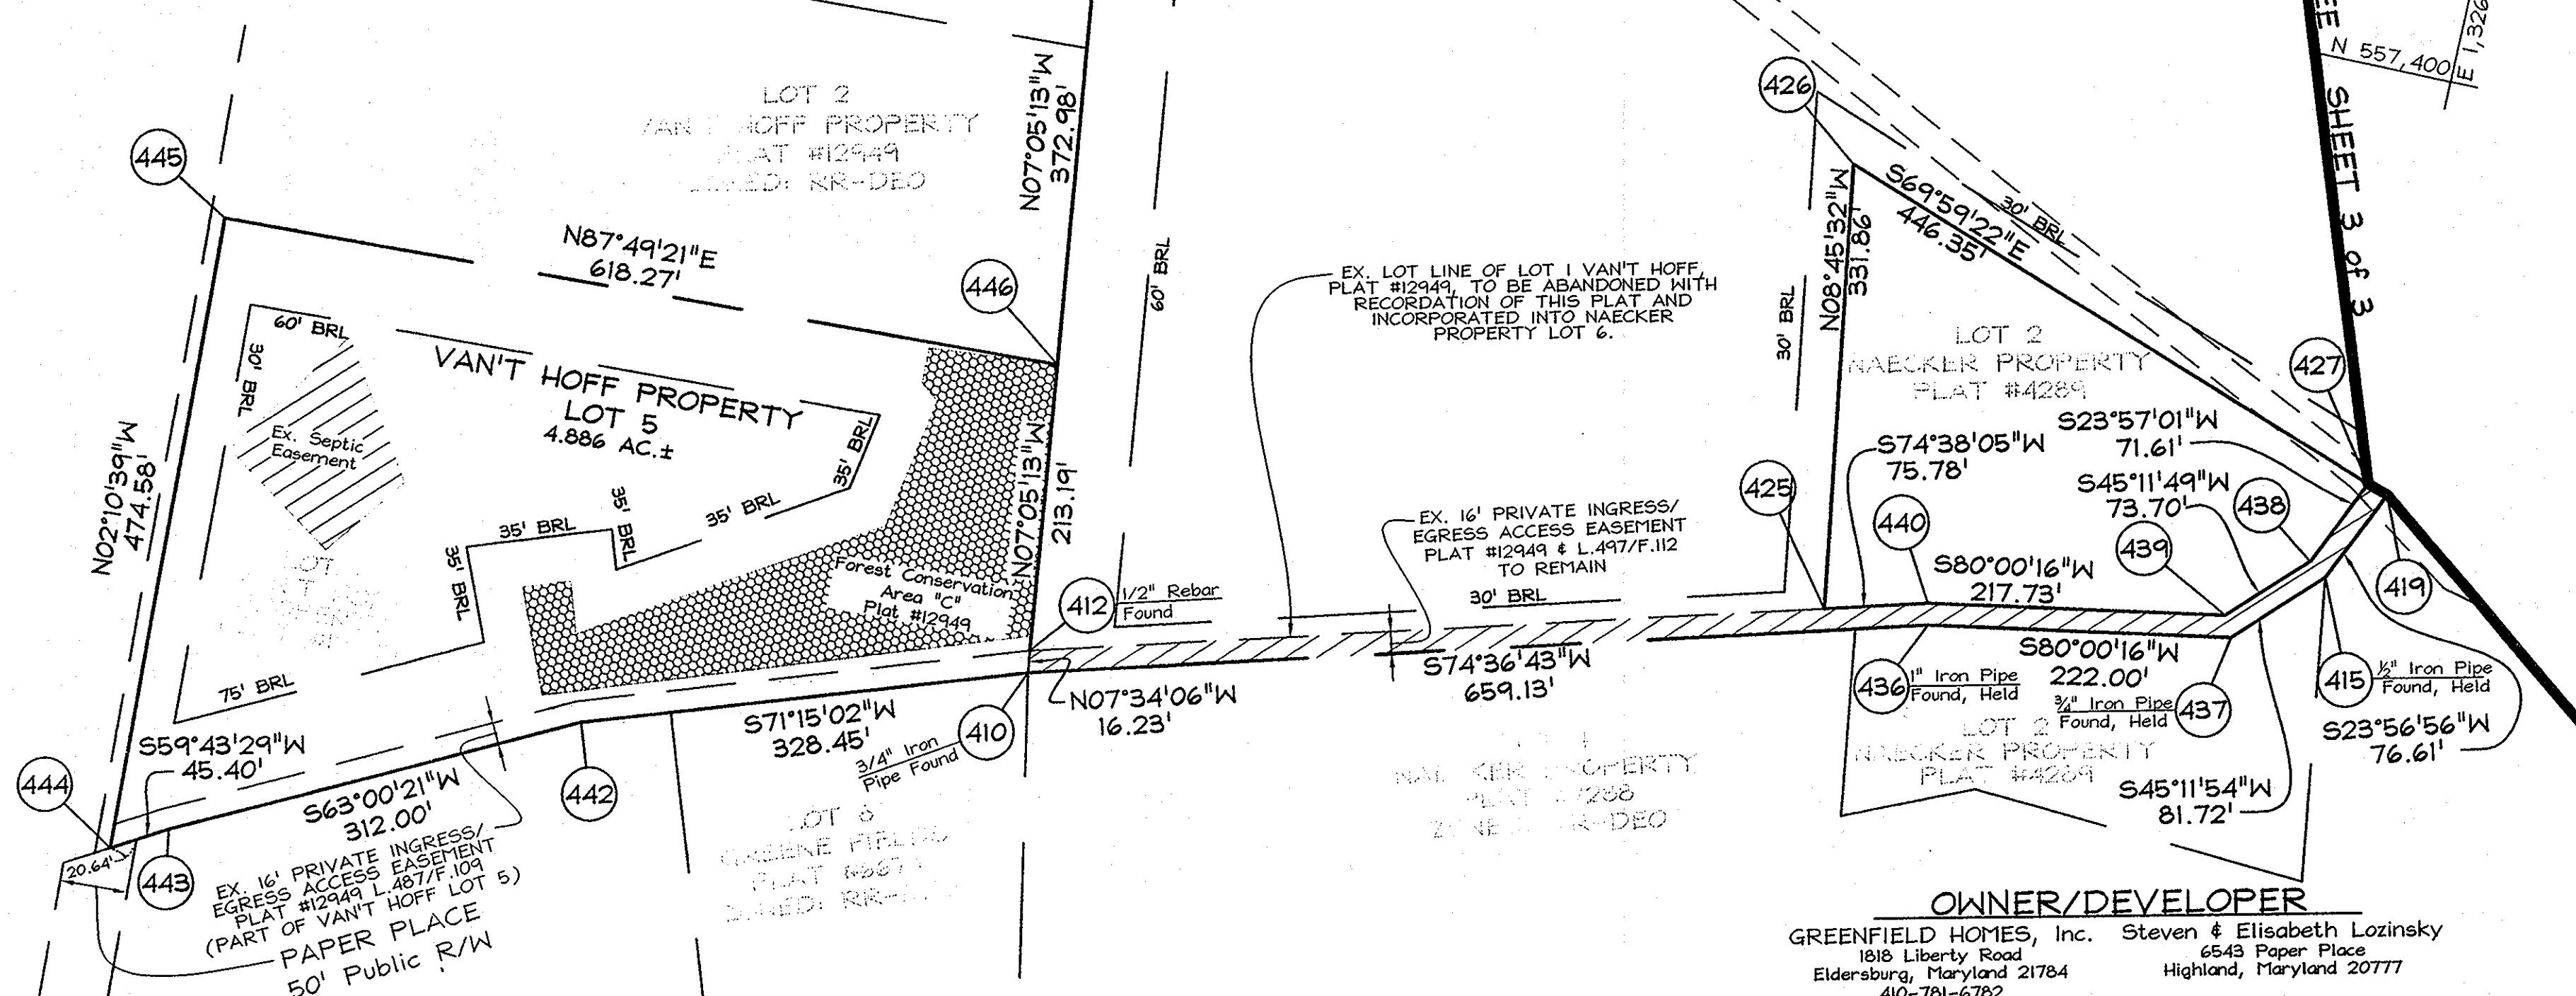 LOT 2
HOFF PROPERTY
#12949
RR-DEO
N07°05'13"W
372.98'
445
N87°49'21"E
618.27'
446
60' BRL
30' BRL
VAN'T HOFF PROPERTY
LOT 5
4.886 AC.±
Ex. Septic
Easement
35' BRL
35' BRL
35' BRL
35' BRL
35' BRL
N02°10'39"W
474.58'
75' BRL
Forest Conservation
Area "C"
Plat #12949
N07°05'13"W
213.19'
412
1/2" Rebar
Found
60' BRL
EX. LOT LINE OF LOT 1 VAN'T HOFF,
PLAT #12949, TO BE ABANDONED WITH
RECORDATION OF THIS PLAT AND
INCORPORATED INTO NAECKER
PROPERTY LOT 6.
EX. 16' PRIVATE INGRESS/
EGRESS ACCESS EASEMENT
PLAT #12949 & L.497/F.112
TO REMAIN
30' BRL
30' BRL
426
N08°45'32"W
331.86'
S69°59'22"E
446.35'
30' BRL
SHEET 3 of 3
N 557,400
E 1,326
LOT 2
NAECKER PROPERTY
PLAT #4289
427
425
S74°38'05"W
75.78'
440
S23°57'01"W
71.61'
S45°11'49"W
73.70'
438
439
S80°00'16"W
217.73'
419
S80°00'16"W
222.00'
436
1" Iron Pipe
Found, Held
3/4" Iron Pipe
Found, Held
437
415
1/2" Iron Pipe
Found, Held
S23°56'56"W
76.61'
S45°11'54"W
81.72'
LOT 2
NAECKER PROPERTY
PLAT #4289
S74°36'43"W
659.13'
N07°34'06"W
16.23'
410
3/4" Iron
Pipe Found
S71°15'02"W
328.45'
442
S59°43'29"W
45.40'
444
S63°00'21"W
312.00'
443
20.64'
EX. 16' PRIVATE INGRESS/
EGRESS ACCESS EASEMENT
PLAT #12949 L.487/F.109
(PART OF VAN'T HOFF LOT 5)
PAPER PLACE
50' Public R/W
LOT 6
GREENE FIELDS
PROPERTY
OWNER/DEVELOPER
GREENFIELD HOMES, Inc.
1818 Liberty Road
Eldersburg, Maryland 21784
410-781-6782
Steven & Elisabeth Lozinsky
6543 Paper Place
Highland, Maryland 20777